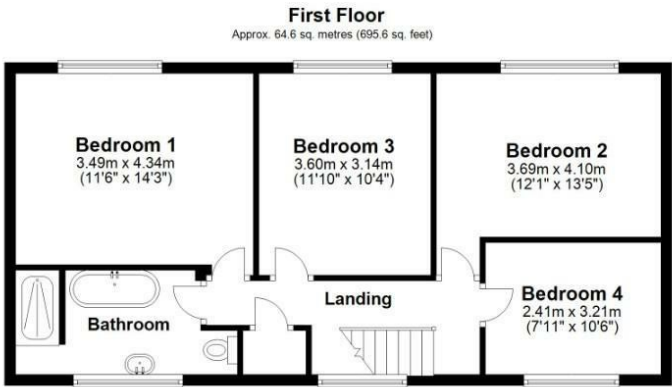 First Floor
Approx. 64.6 sq. metres (695.6 sq. feet)
Bedroom 1
3.49m x 4.34m
(11'6" x 14'3")
Bedroom 3
3.60m x 3.14m
(11'10" x 10'4")
Bedroom 2
3.69m x 4.10m
(12'1" x 13'5")
Landing
Bedroom 4
2.41m x 3.21m
(7'11" x 10'6")
Bathroom